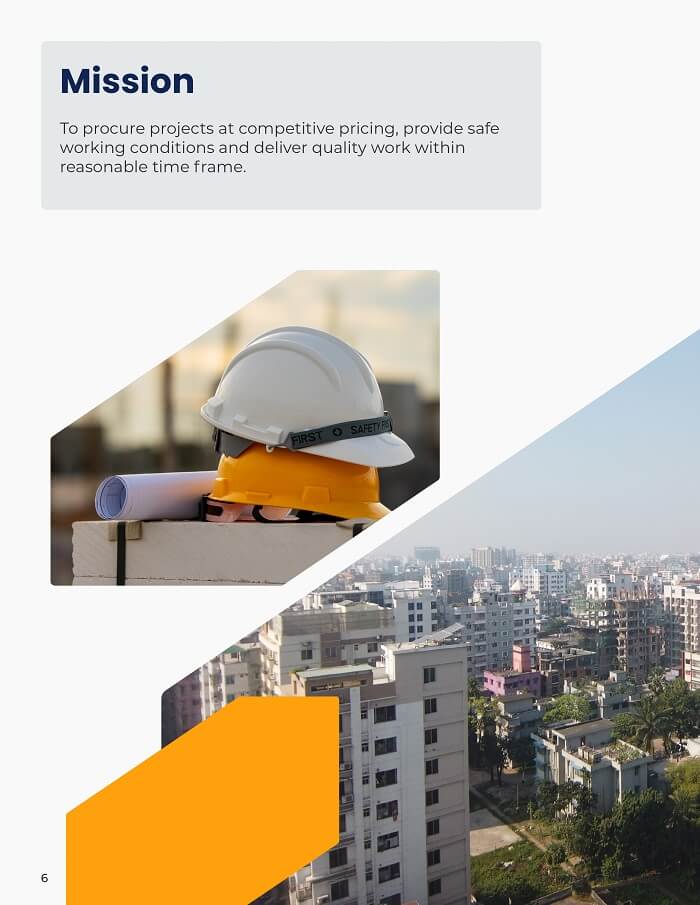 Mission
To procure projects at competitive pricing, provide safe
working conditions and deliver quality work within
reasonable time frame.
FIRST SAFETY
6